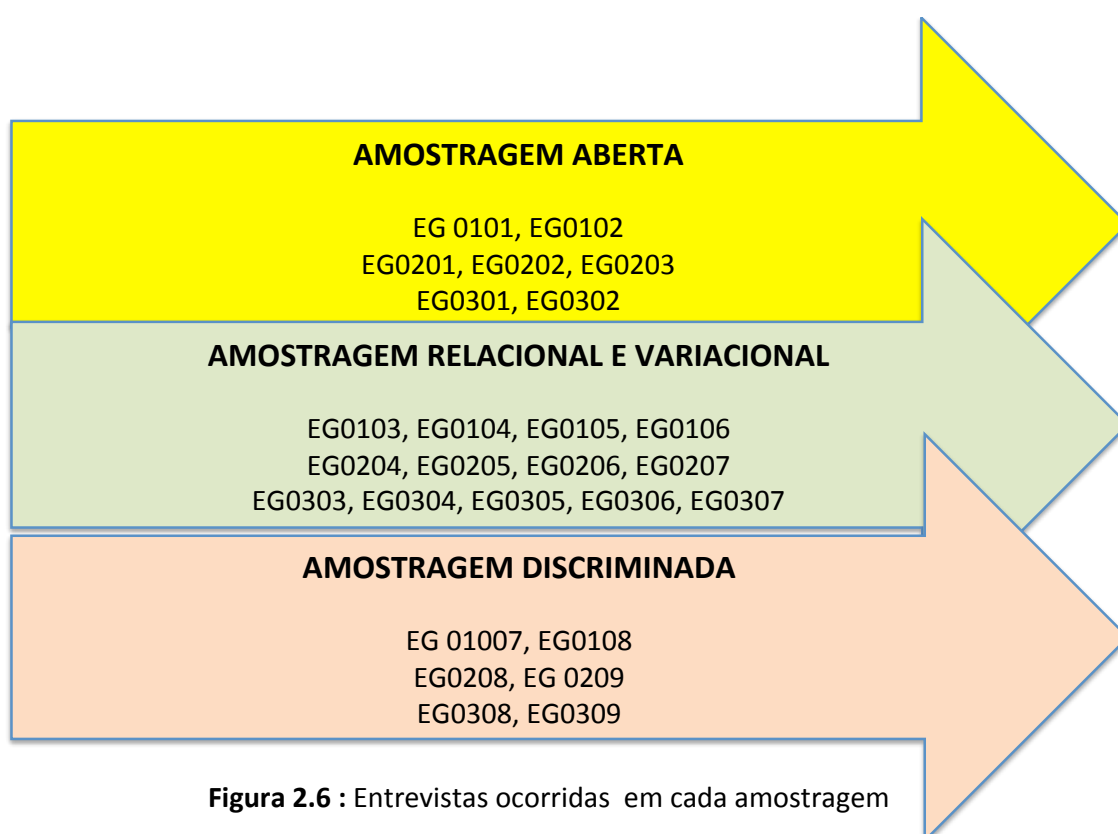 AMOSTRAGEM ABERTA
EG 0101, EG0102
EG0201, EG0202, EG0203
EG0301, EG0302
AMOSTRAGEM RELACIONAL E VARIACIONAL
EG0103, EG0104, EG0105, EG0106
EG0204, EG0205, EG0206, EG0207
EG0303, EG0304, EG0305, EG0306, EG0307
AMOSTRAGEM DISCRIMINADA
EG 01007, EG0108
EG0208, EG 0209
EG0308, EG0309
Figura 2.6 : Entrevistas ocorridas em cada amostragem